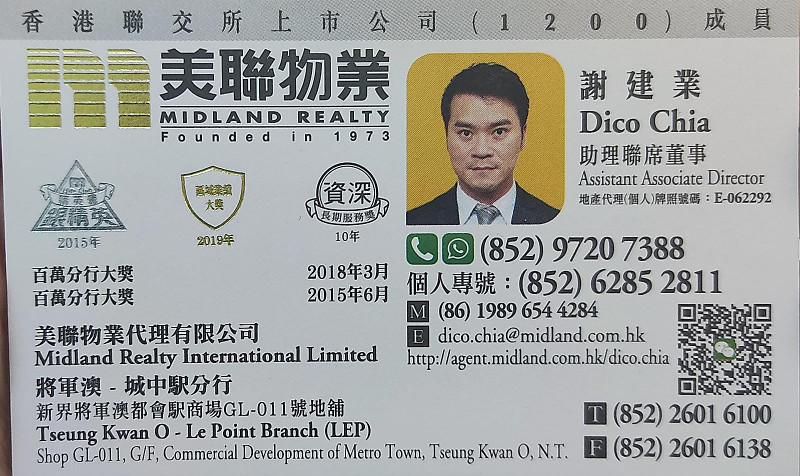 香港聯交所上市公司(1200)成員
美聯物業
MIDLAND REALTY
Founded in 1973
謝建業
Dico Chia
助理聯席董事
Assistant Associate Director
地產代理(個人)牌照號碼：E-062292
銀精英
2015年
區域業績
大獎
2019年
資深
長期服務獎
10年
(852) 9720 7388
個人專號：(852) 6285 2811
M (86) 1989 654 4284
E dico.chia@midland.com.hk
http://agent.midland.com.hk/dico.chia
百萬分行大獎 2018年3月
百萬分行大獎 2015年6月
美聯物業代理有限公司
Midland Realty International Limited
將軍澳 - 城中駅分行
新界將軍澳都會駅商場GL-011號地舖
Tseung Kwan O - Le Point Branch (LEP)
Shop GL-011, G/F, Commercial Development of Metro Town, Tseung Kwan O, N.T.
T (852) 2601 6100
F (852) 2601 6138